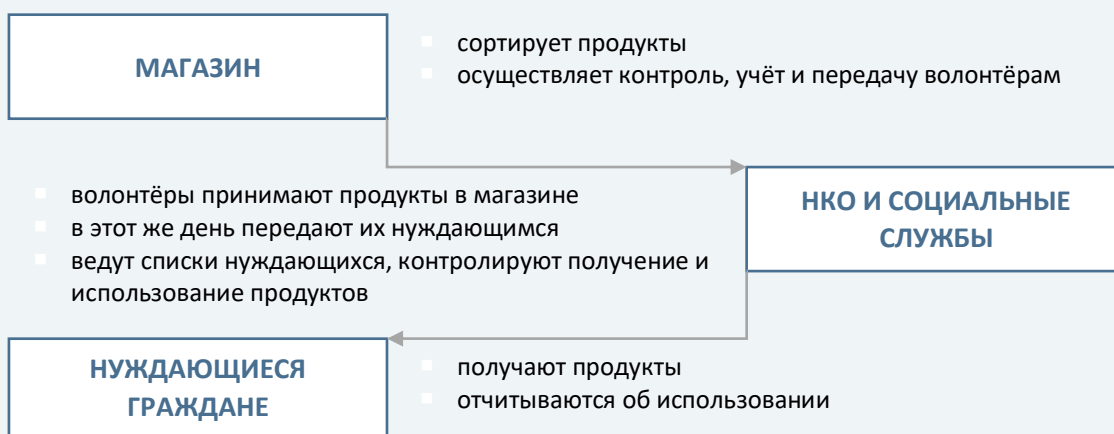 МАГАЗИН
сортирует продукты
осуществляет контроль, учёт и передачу волонтёрам
волонтёры принимают продукты в магазине
в этот же день передают их нуждающимся
ведут списки нуждающихся, контролируют получение и
использование продуктов
НКО И СОЦИАЛЬНЫЕ
СЛУЖБЫ
НУЖДАЮЩИЕСЯ
ГРАЖДАНЕ
получают продукты
отчитываются об использовании